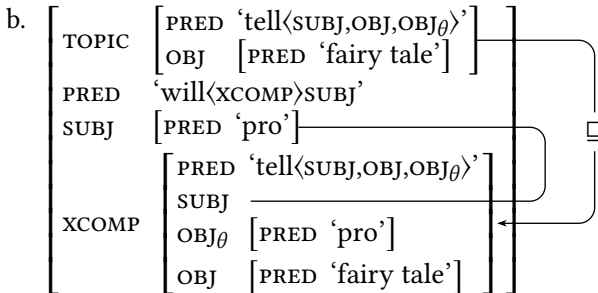 b.
TOPIC [PRED ‘tell⟨SUBJ,OBJ,OBJθ⟩’
OBJ [PRED ‘fairy tale’]]
PRED ‘will⟨XCOMP⟩SUBJ’
SUBJ [PRED ‘pro’]
⊑
XCOMP [PRED ‘tell⟨SUBJ,OBJ,OBJθ⟩’
SUBJ
OBJθ [PRED ‘pro’]
OBJ [PRED ‘fairy tale’]]